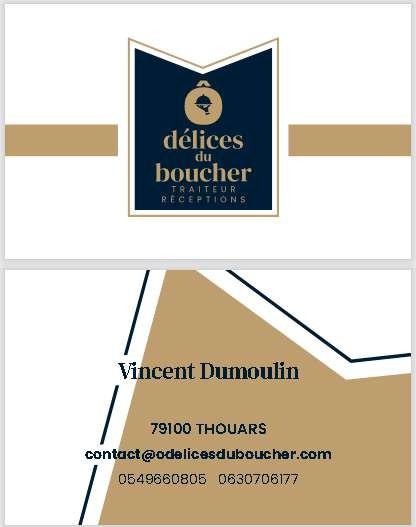 Ô
délices
du
boucher
TRAITEUR
RÉCEPTIONS
Vincent Dumoulin
79100 THOUARS
contact@odelicesduboucher.com
0549660805 0630706177